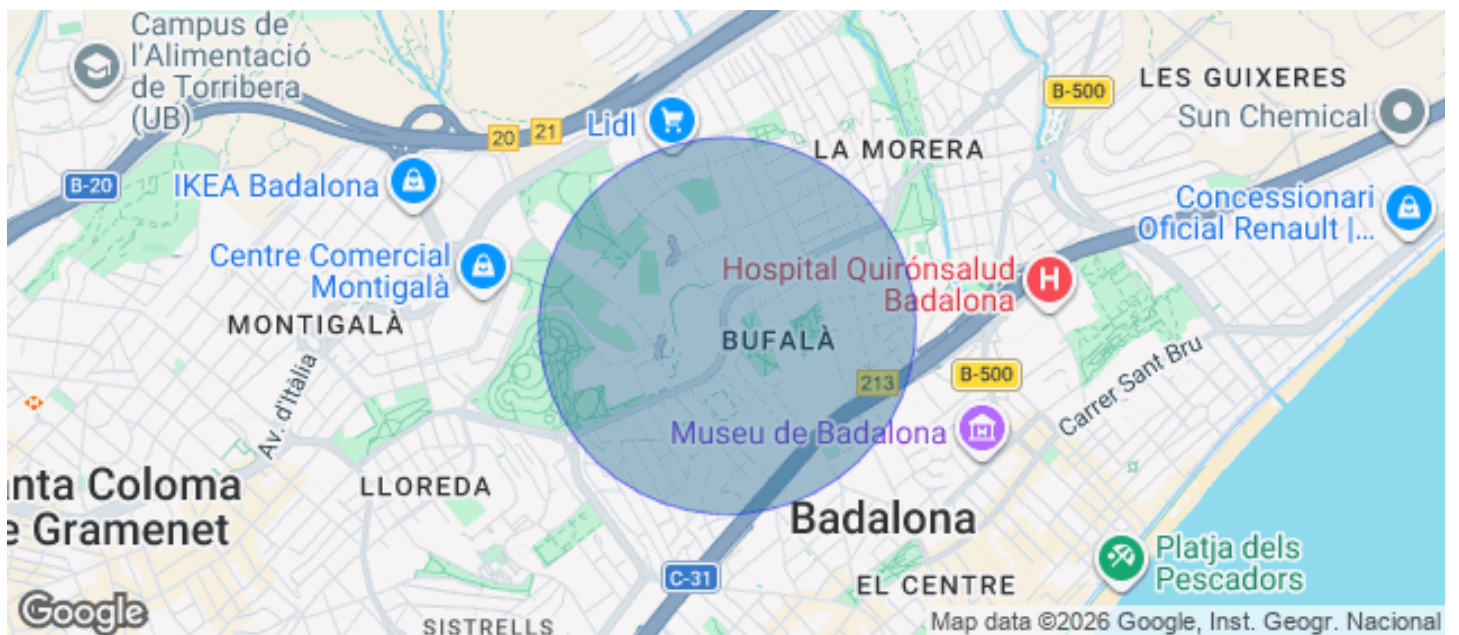 Campus de
l'Alimentació
de Torribera
(UB)
20
21
Lidl
B-500
LES GUIXERES
Sun Chemical
LA MORERA
B-20
IKEA Badalona
Concessionari
Oficial Renault |...
Centre Comercial
Montigalà
Hospital Quirónsalud
Badalona
H
MONTIGALÀ
BUFALÀ
213
B-500
Av. d'Itàlia
Carrer Sant Bru
Museu de Badalona
M
nta Coloma
e Gramenet
LLOREDA
Badalona
Platja dels
Pescadors
C-31
EL CENTRE
Google
SISTRELLS
Map data ©2026 Google, Inst. Geogr. Nacional